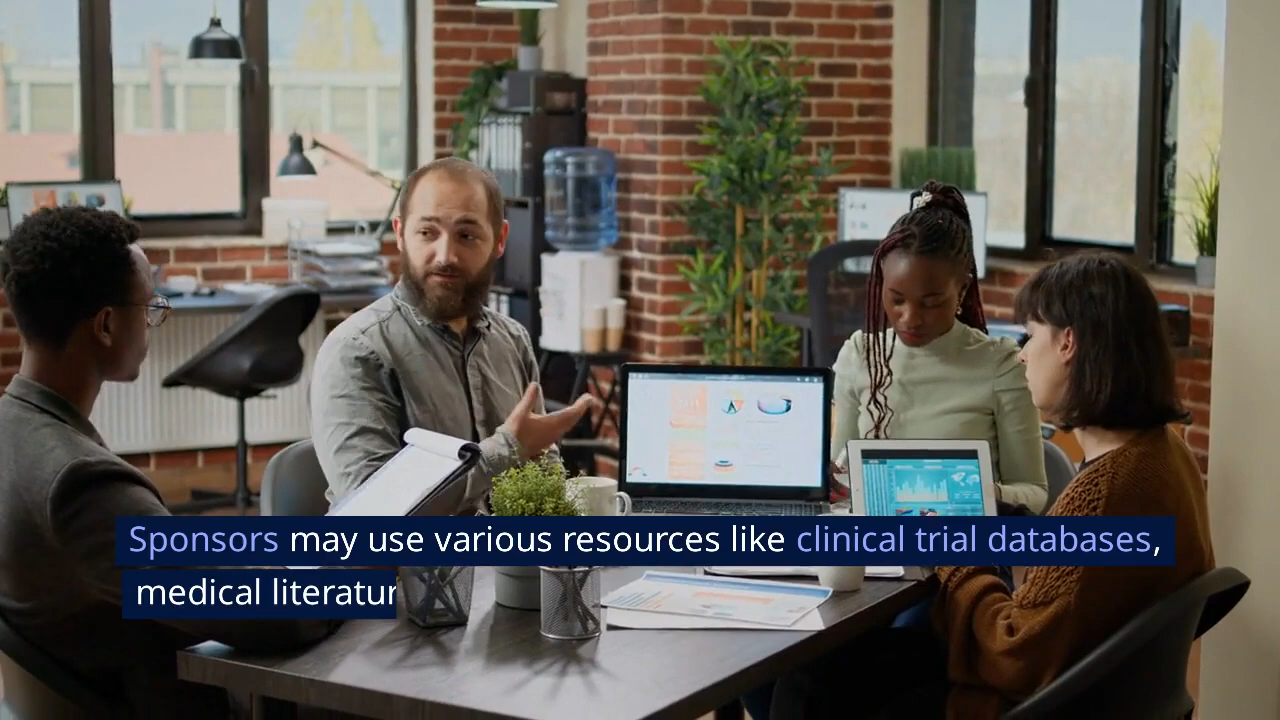 Sponsors may use various resources like clinical trial databases,
medical literatur